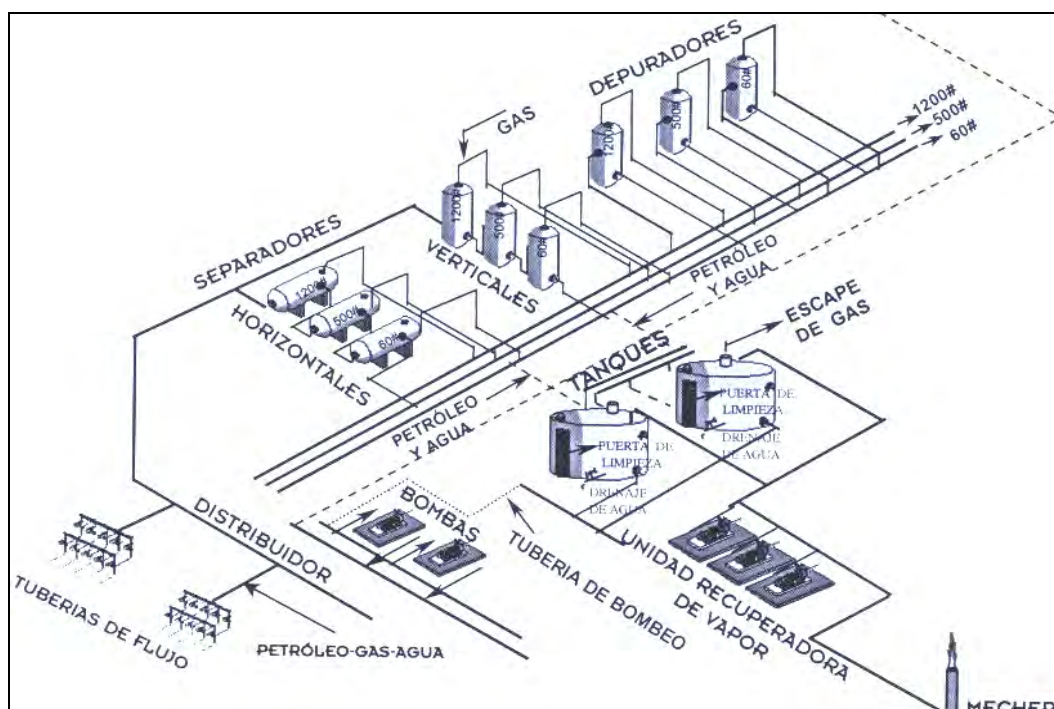 DEPURADORES
60#
500#
1200#
1200#
500#
60#
GAS
1200#
500#
60#
VERTICALES
SEPARADORES
1200#
500#
60#
HORIZONTALES
PETRÓLEO
Y AGUA
ESCAPE
DE GAS
TANQUES
PUERTA DE
LIMPIEZA
DRENAJE
DE AGUA
PETRÓLEO
Y AGUA
PUERTA DE
LIMPIEZA
DRENAJE
DE AGUA
BOMBAS
DISTRIBUIDOR
TUBERIA DE BOMBEO
UNIDAD RECUPERADORA
DE VAPOR
TUBERIAS DE FLUJO
PETRÓLEO-GAS-AGUA